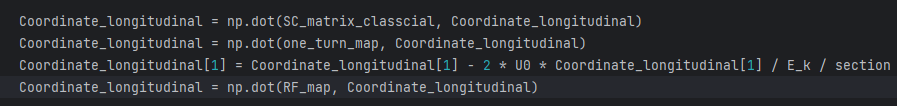 Coordinate_longitudinal = np.dot(SC_matrix_classcial, Coordinate_longitudinal)
Coordinate_longitudinal = np.dot(one_turn_map, Coordinate_longitudinal)
Coordinate_longitudinal[1] = Coordinate_longitudinal[1] - 2 * U0 * Coordinate_longitudinal[1] / E_k / section
Coordinate_longitudinal = np.dot(RF_map, Coordinate_longitudinal)